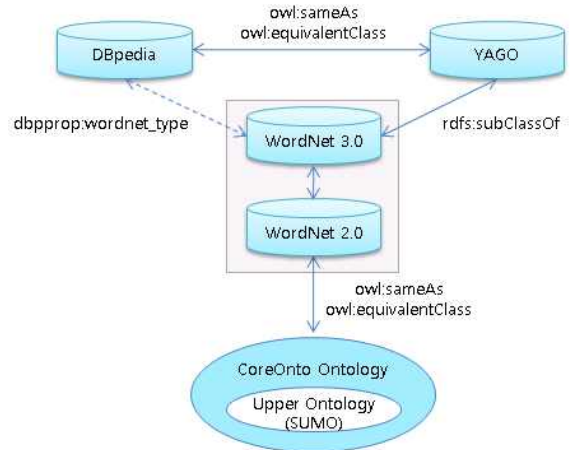 owl:sameAs
owl:equivalentClass
DBpedia
YAGO
dbpprop:wordnet_type
rdfs:subClassOf
WordNet 3.0
WordNet 2.0
owl:sameAs
owl:equivalentClass
CoreOnto Ontology
Upper Ontology
(SUMO)